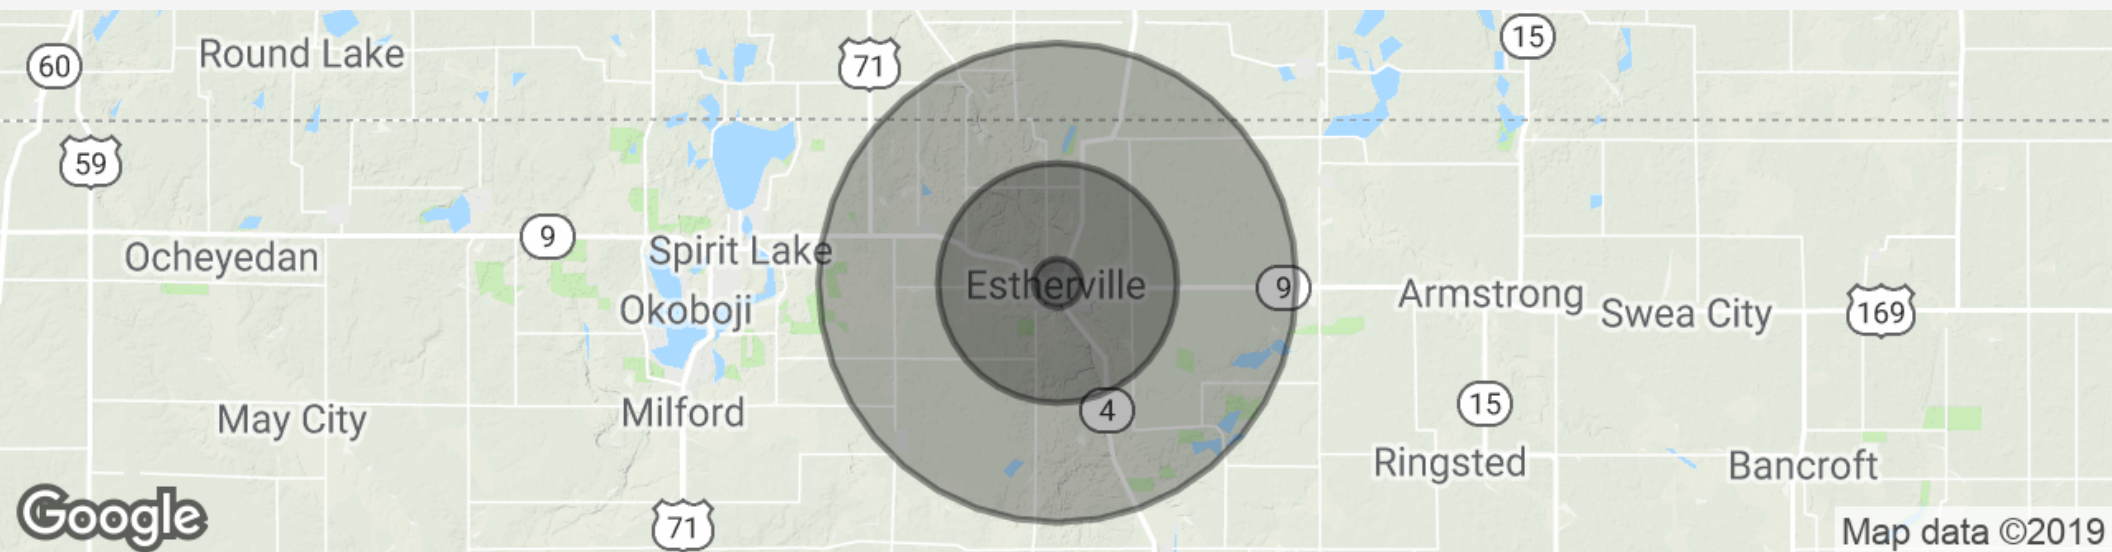 Round Lake
60
71
15
59
9
Ocheyedan
Spirit Lake
Okoboji
Estherville
9
Armstrong
Swea City
169
May City
Milford
4
15
Ringsted
Bancroft
71
Google
Map data ©2019